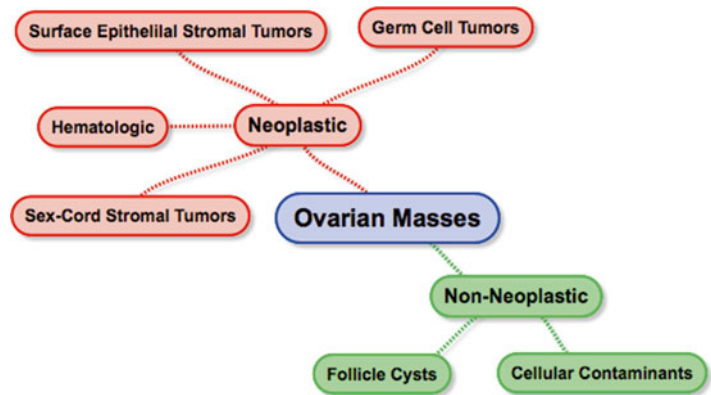 Surface Epithelilal Stromal Tumors
Germ Cell Tumors
Hematologic
Neoplastic
Sex-Cord Stromal Tumors
Ovarian Masses
Non-Neoplastic
Follicle Cysts
Cellular Contaminants